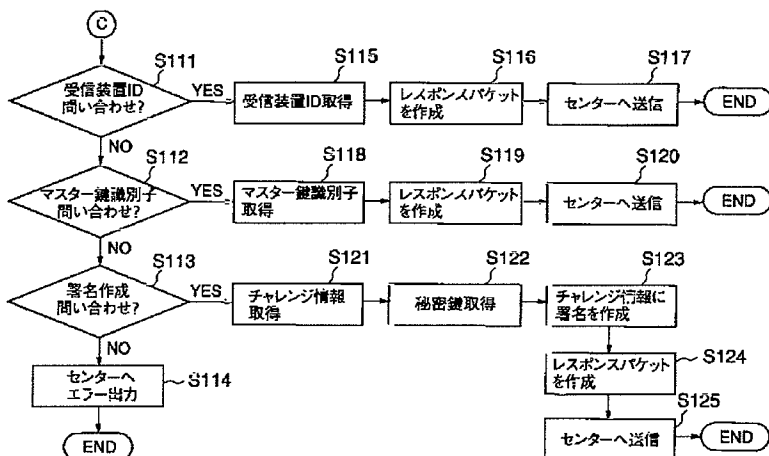 C
S111
受信装置ID
問い合わせ?
YES
S115
受信装置ID取得
S116
レスポンスパケット
を作成
S117
センターへ送信
END
NO
S112
マスター鍵識別子
問い合わせ?
YES
S118
マスター鍵識別子
取得
S119
レスポンスパケット
を作成
S120
センターへ送信
END
NO
S113
署名作成
問い合わせ?
YES
S121
チャレンジ情報
取得
S122
秘密鍵取得
S123
チャレンジ情報に
署名を作成
NO
S114
センターへ
エラー出力
END
S124
レスポンスパケット
を作成
S125
センターへ送信
END